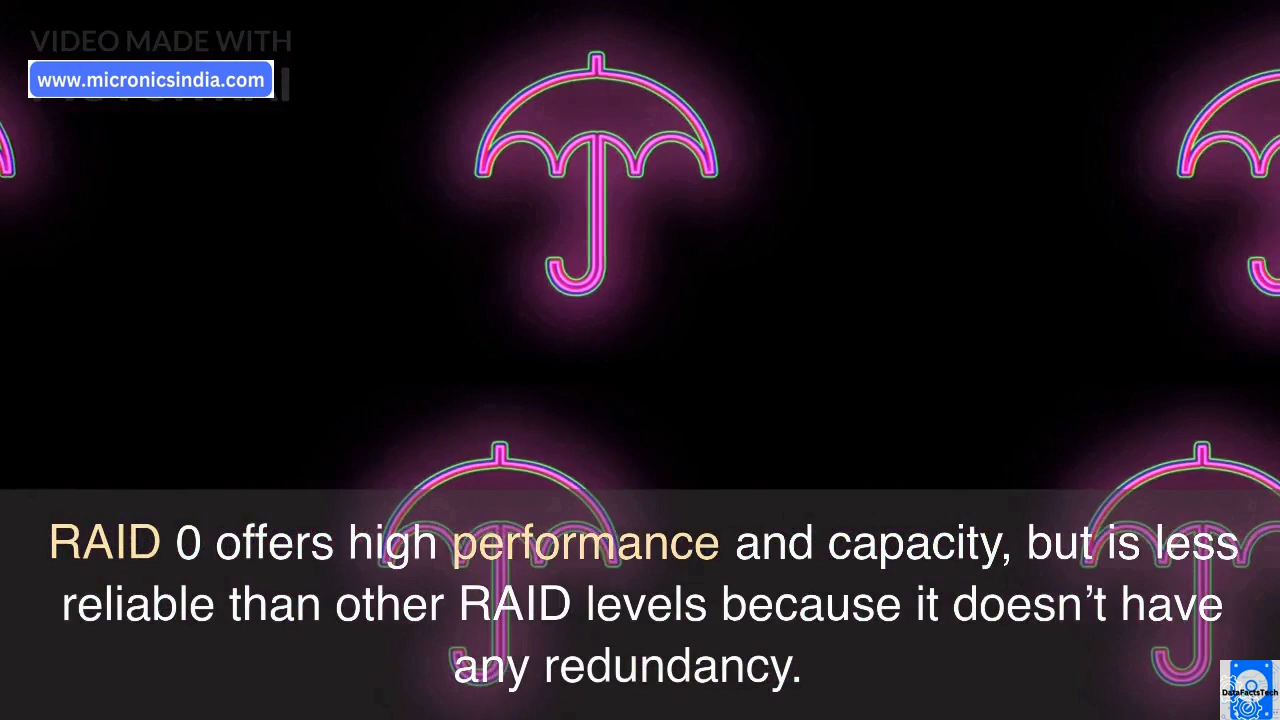 VIDEO MADE WITH
www.micronicsindia.com
RAID 0 offers high performance and capacity, but is less
reliable than other RAID levels because it doesn’t have
any redundancy.
DataFactsTech